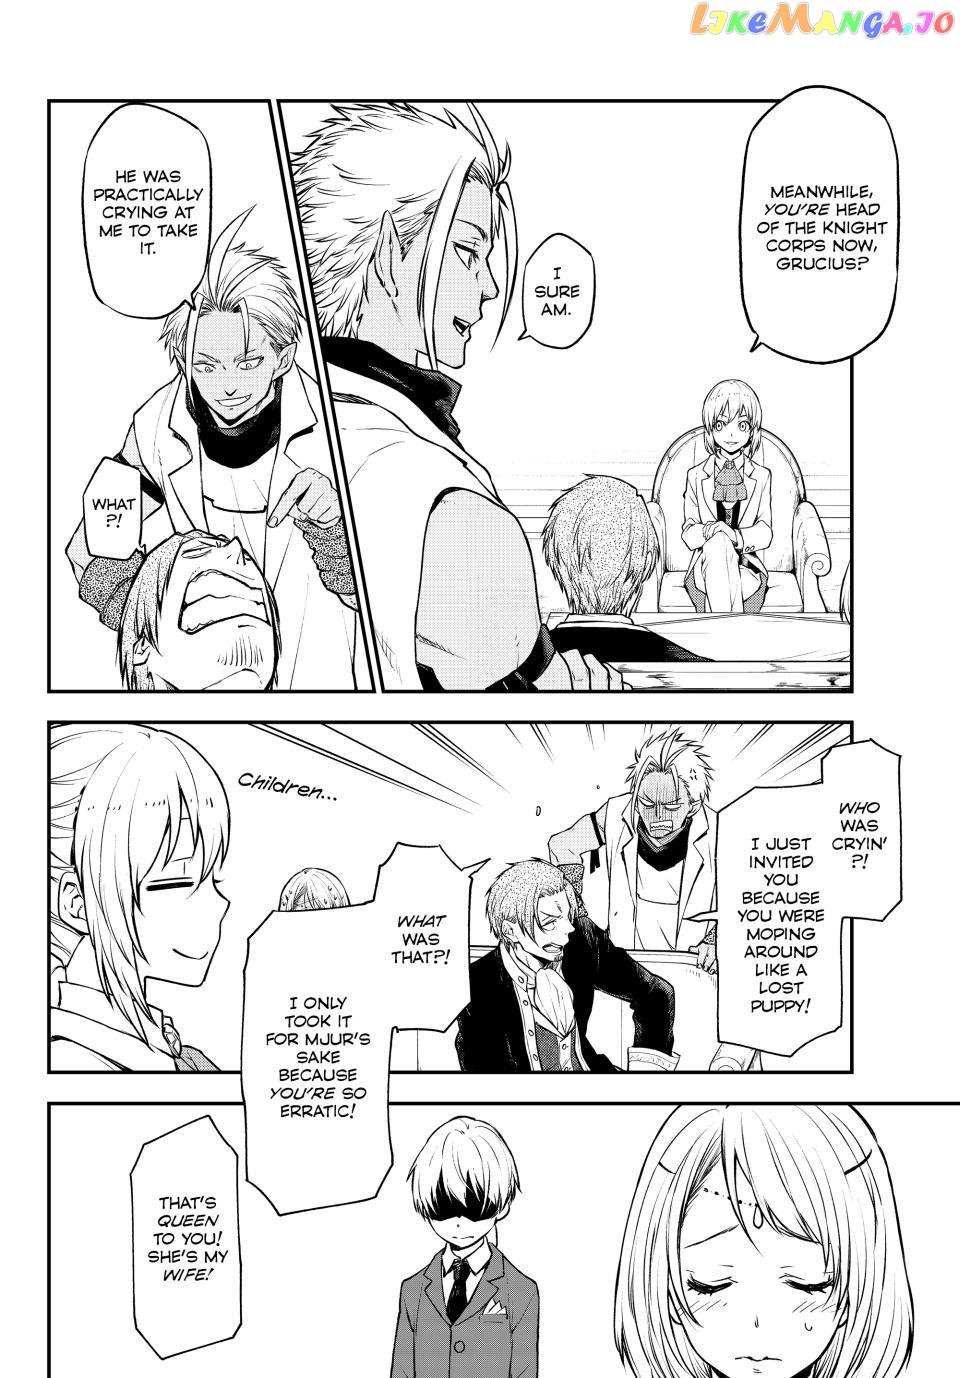 LIKEMANGA.IO
MEANWHILE,
YOU'RE HEAD
OF THE KNIGHT
CORPS NOW,
GRUCIUS?
I
SURE
AM.
HE WAS
PRACTICALLY
CRYING AT
ME TO TAKE
IT.
WHAT
?!
WHO
WAS
CRYIN'
?!
I JUST
INVITED
YOU
BECAUSE
YOU WERE
MOPING
AROUND
LIKE A
LOST
PUPPY!
WHAT
WAS
THAT?!
I ONLY
TOOK IT
FOR MJUR'S
SAKE
BECAUSE
YOU'RE SO
ERRATIC!
Children...
THAT'S
QUEEN
TO YOU!
SHE'S MY
WIFE!